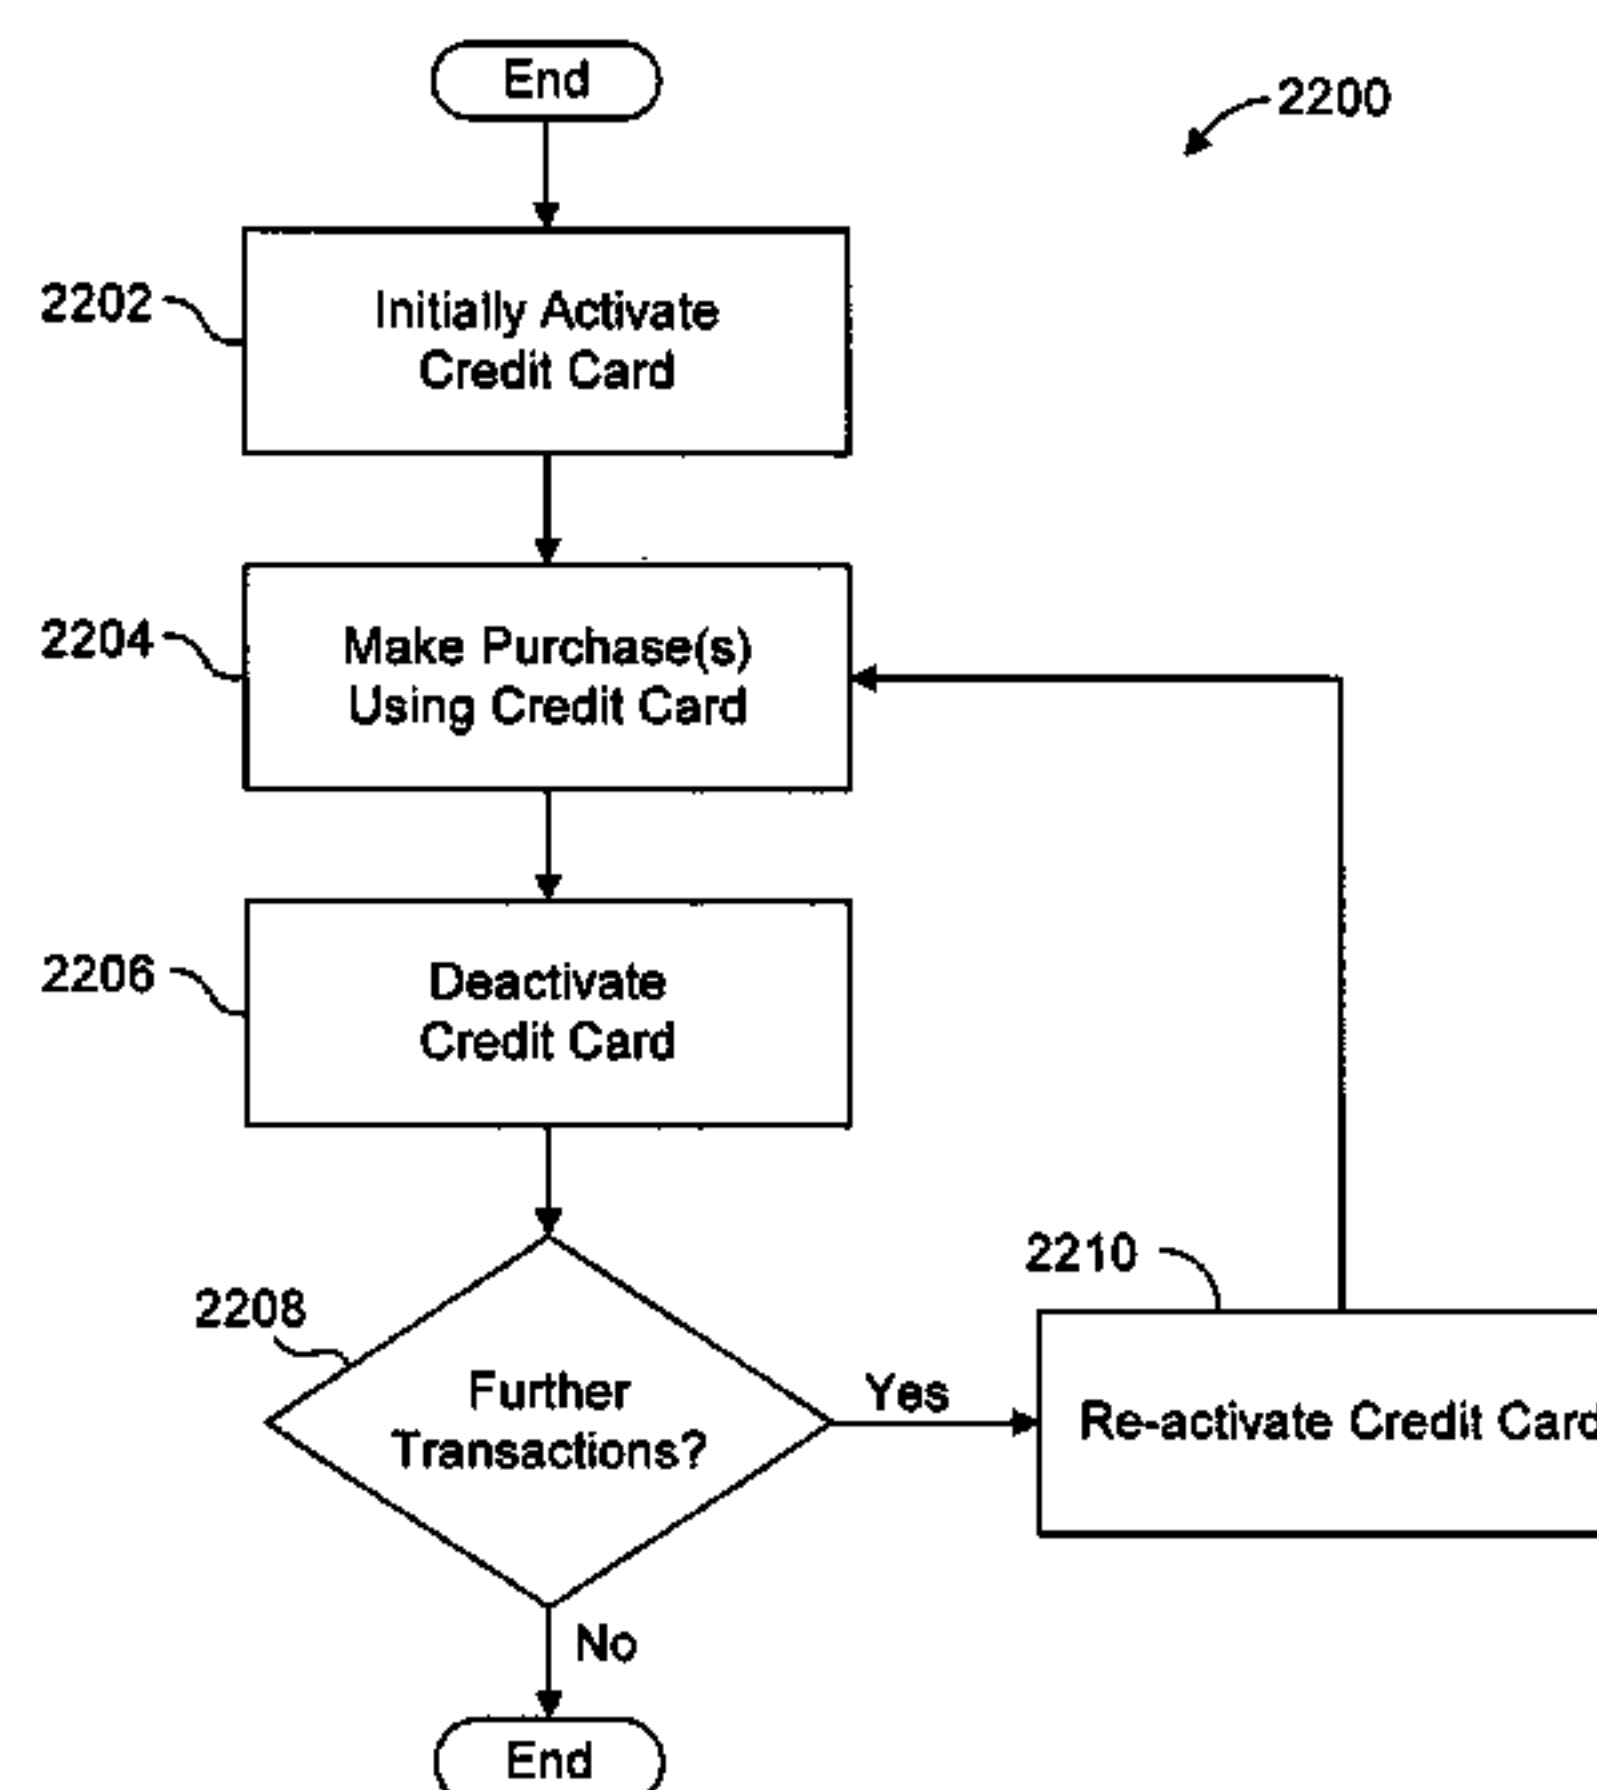 End
2200
2202
Initially Activate
Credit Card
2204
Make Purchase(s)
Using Credit Card
2206
Deactivate
Credit Card
2208
Further
Transactions?
Yes
2210
Re-activate Credit Card
No
End